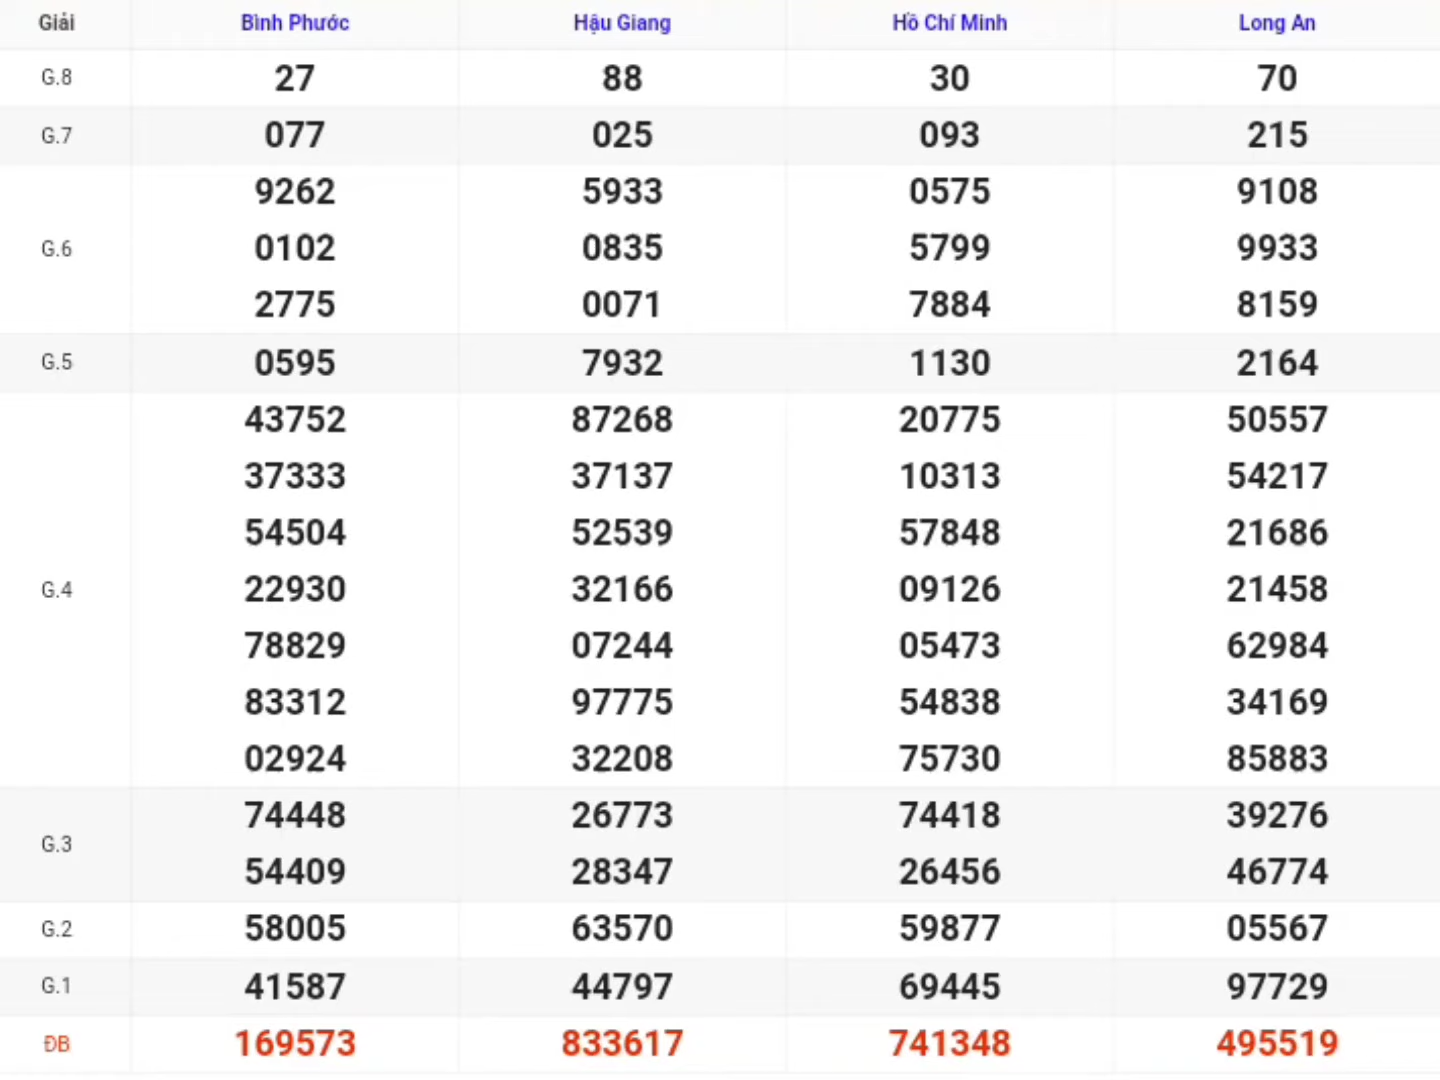 Giải Bình Phước Hậu Giang Hồ Chí Minh Long An
G.8 27 88 30 70
G.7 077 025 093 215
9262 5933 0575 9108
G.6 0102 0835 5799 9933
2775 0071 7884 8159
G.5 0595 7932 1130 2164
43752 87268 20775 50557
37333 37137 10313 54217
54504 52539 57848 21686
G.4 22930 32166 09126 21458
78829 07244 05473 62984
83312 97775 54838 34169
02924 32208 75730 85883
G.3 74448 26773 74418 39276
54409 28347 26456 46774
G.2 58005 63570 59877 05567
G.1 41587 44797 69445 97729
ĐB 169573 833617 741348 495519